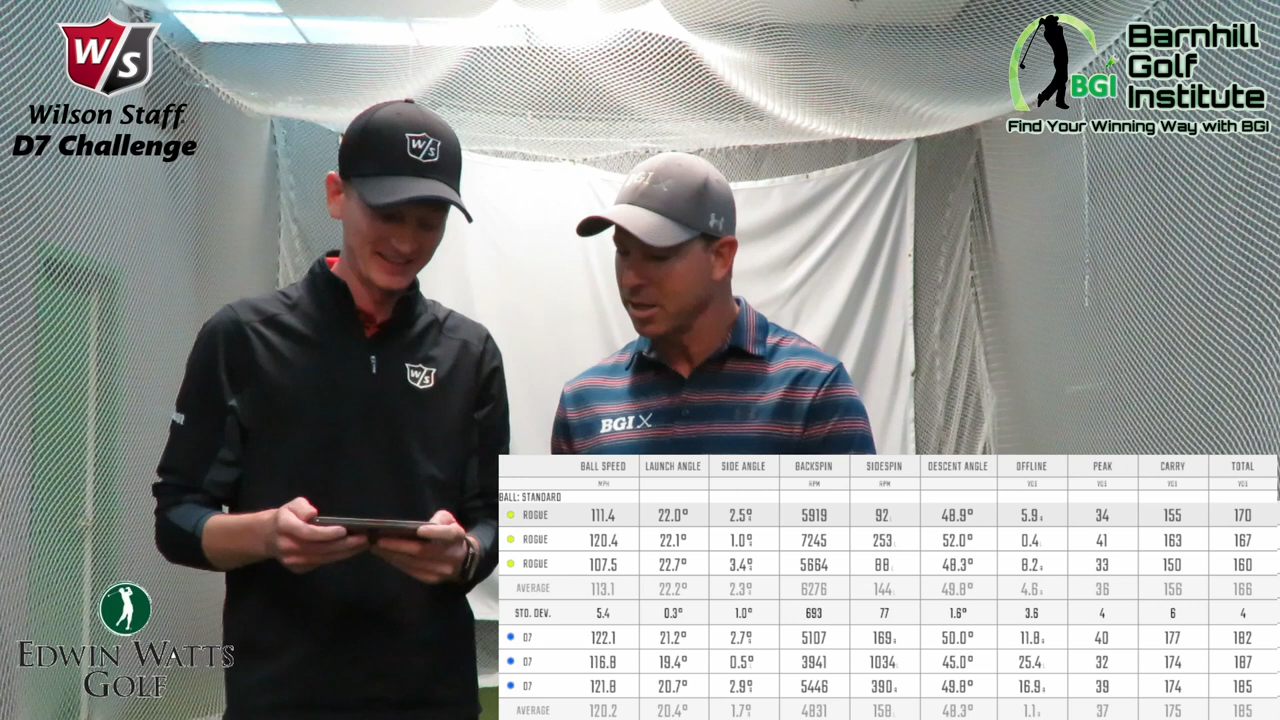 W/S
Wilson Staff
D7 Challenge
BGI
Barnhill
Golf
Institute
Find Your Winning Way with BGI
W/S
BGI
W/S
BGI
EDWIN WATTS
GOLF
BALL SPEED LAUNCH ANGLE SIDE ANGLE BACKSPIN SIDESPIN DESCENT ANGLE OFFLINE PEAK CARRY TOTAL
MPH RPM RPM YDS YDS YDS YDS
BALL: STANDARD
ROGUE 111.4 22.0° 2.5° R 5919 92 L 48.9° 5.9 R 34 155 170
ROGUE 120.4 22.1° 1.0° R 7245 253 L 52.0° 0.4 L 41 163 167
ROGUE 107.5 22.7° 3.4° R 5664 88 L 48.3° 8.2 R 33 150 160
AVERAGE 113.1 22.2° 2.3° R 6276 144 L 49.8° 4.6 R 36 156 166
STD. DEV. 5.4 0.3° 1.0° 693 77 1.6° 3.6 4 6 4
D7 122.1 21.2° 2.7° R 5107 169 R 50.0° 11.8 R 40 177 182
D7 116.8 19.4° 0.5° L 3941 1034 L 45.0° 25.4 L 32 174 187
D7 121.8 20.7° 2.9° R 5446 390 R 49.8° 16.9 R 39 174 185
AVERAGE 120.2 20.4° 1.7° R 4831 158 L 48.3° 1.1 R 37 175 185